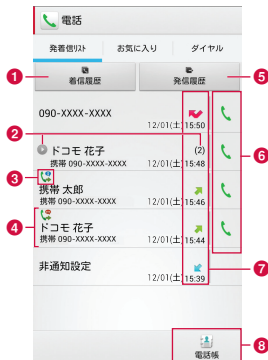 電話
発着信リスト お気に入り ダイヤル
1 着信履歴 発信履歴 5
090-XXXX-XXXX
12/01(土) 15:50
2
ドコモ 花子 (2)
携帯 090-XXXX-XXXX 12/01(土) 15:48
6
3
携帯 太郎
携帯 090-XXXX-XXXX 12/01(土) 15:46
4
ドコモ 花子
携帯 090-XXXX-XXXX 12/01(土) 15:44
非通知設定
7
12/01(土) 15:39
8
電話帳